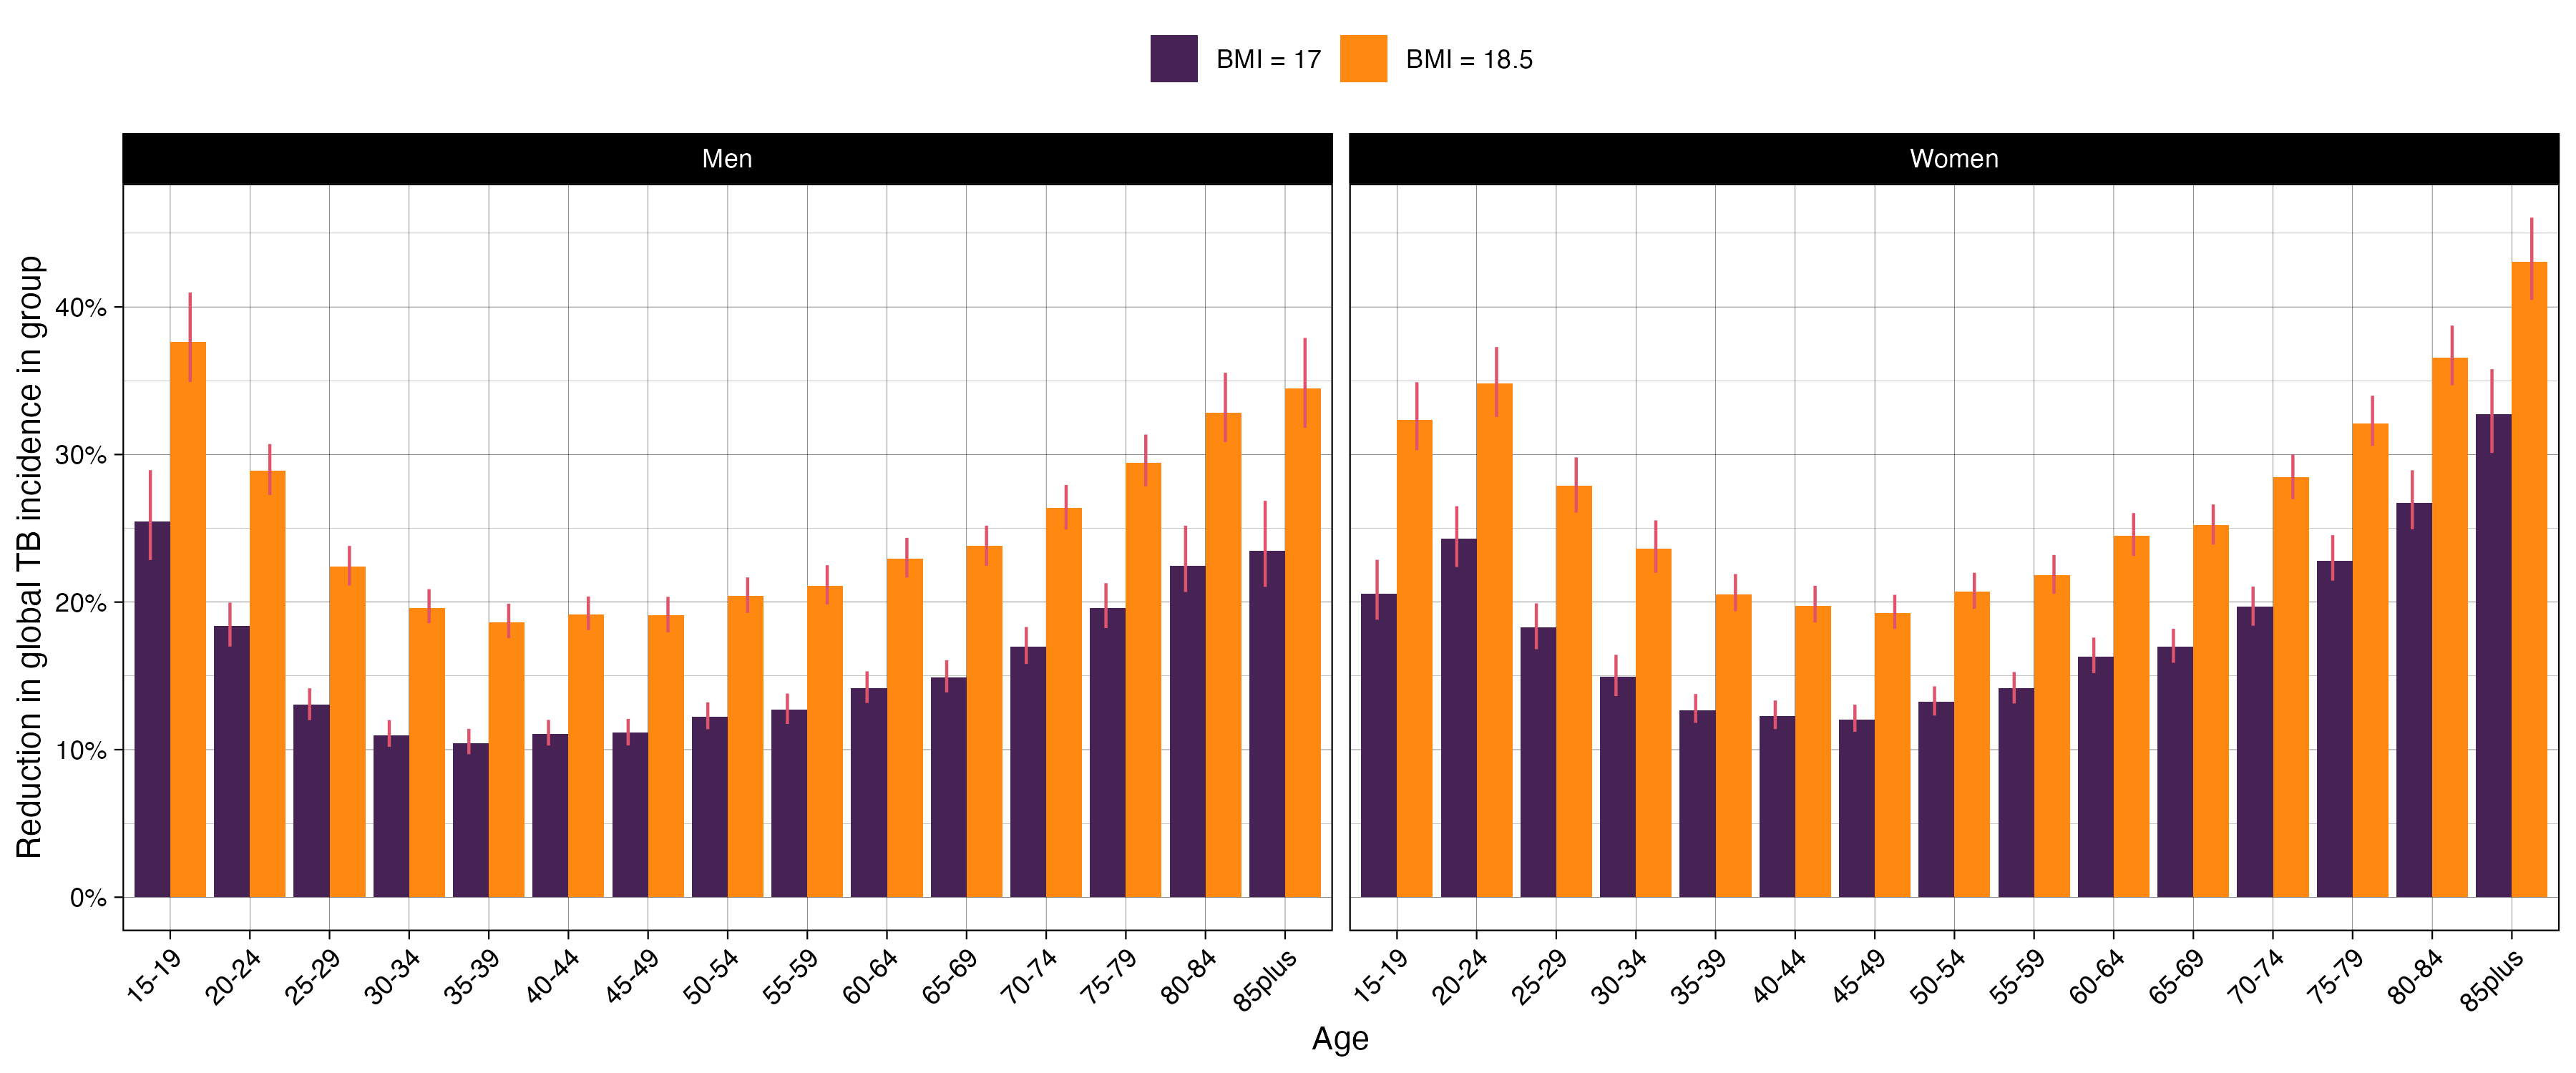 BMI = 17 BMI = 18.5
Men Women
Reduction in global TB incidence in group
40%
30%
20%
10%
0%
15-19 20-24 25-29 30-34 35-39 40-44 45-49 50-54 55-59 60-64 65-69 70-74 75-79 80-84 85plus
15-19 20-24 25-29 30-34 35-39 40-44 45-49 50-54 55-59 60-64 65-69 70-74 75-79 80-84 85plus
Age